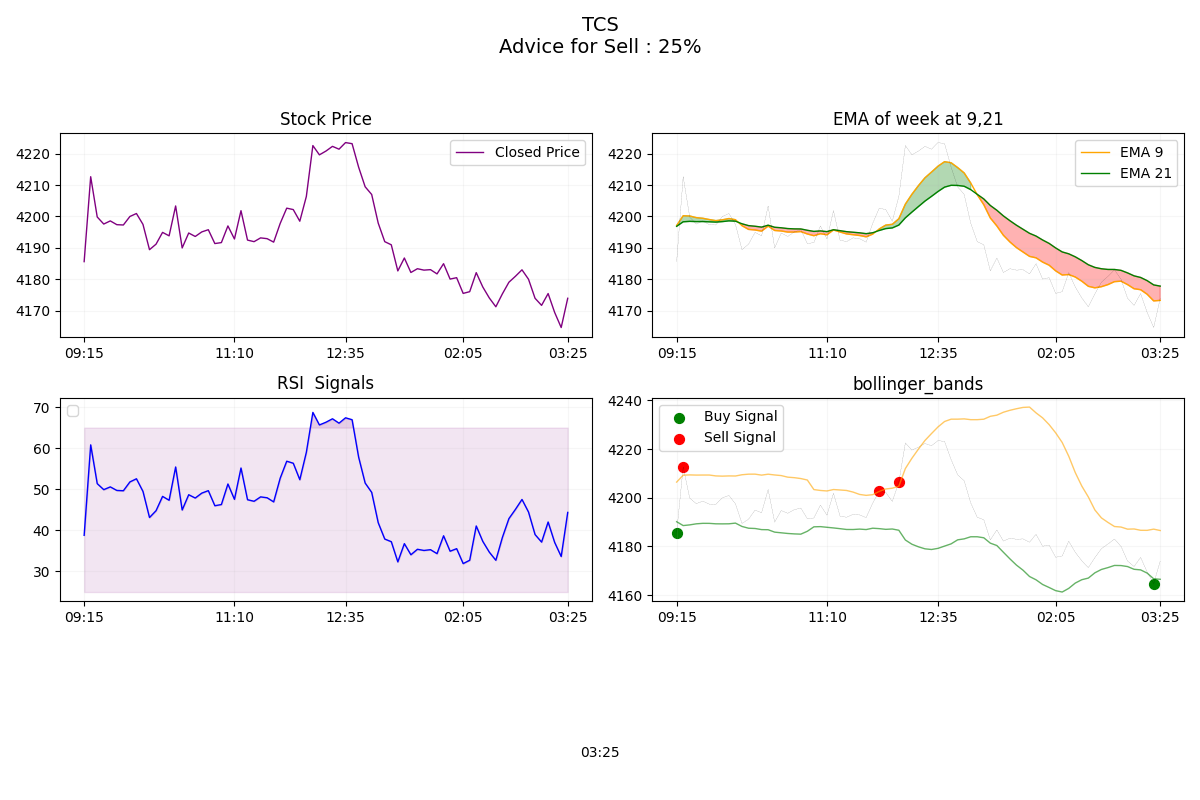 TCS
Advice for Sell : 25%
Stock Price
Closed Price
4220
4210
4200
4190
4180
4170
09:15 11:10 12:35 02:05 03:25
EMA of week at 9,21
EMA 9
EMA 21
4220
4210
4200
4190
4180
4170
09:15 11:10 12:35 02:05 03:25
RSI  Signals
70
60
50
40
30
09:15 11:10 12:35 02:05 03:25
bollinger_bands
Buy Signal
Sell Signal
4240
4220
4200
4180
4160
09:15 11:10 12:35 02:05 03:25
03:25